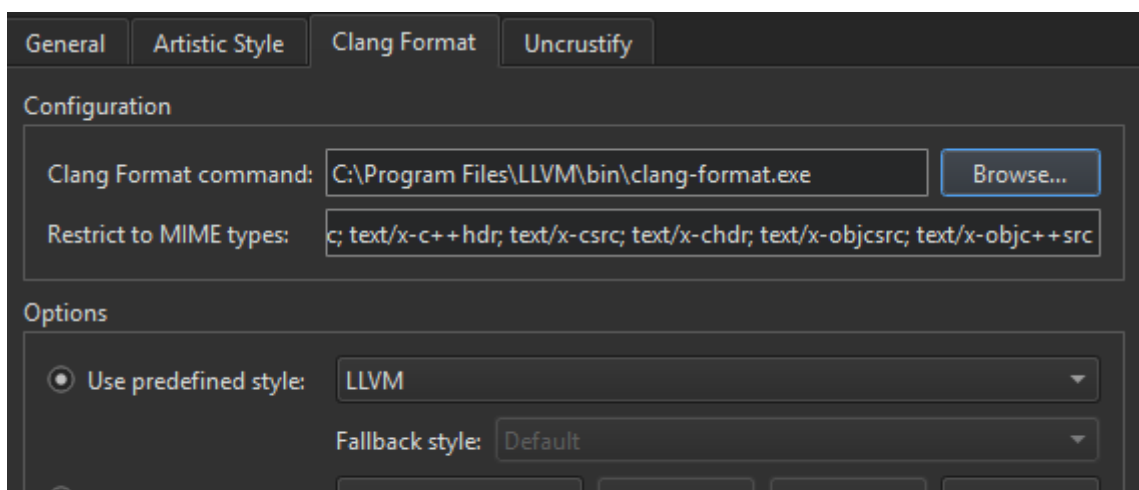 General Artistic Style Clang Format Uncrustify
Configuration
Clang Format command: C:\Program Files\LLVM\bin\clang-format.exe Browse...
Restrict to MIME types: c; text/x-c++hdr; text/x-csrc; text/x-chdr; text/x-objcsrc; text/x-objc++src
Options
Use predefined style: LLVM
Fallback style: Default